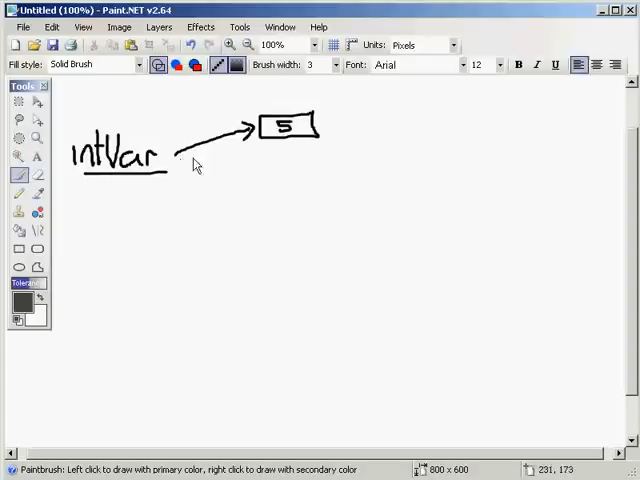 Untitled (100%) - Paint.NET v2.64
File Edit View Image Layers Effects Tools Window Help
100% Units: Pixels
Fill style: Solid Brush Brush width: 3 Font: Arial 12 B I U
Tools
A
intVar
5
Tolerance
Paintbrush: Left click to draw with primary color, right click to draw with secondary color 800 x 600 231, 173